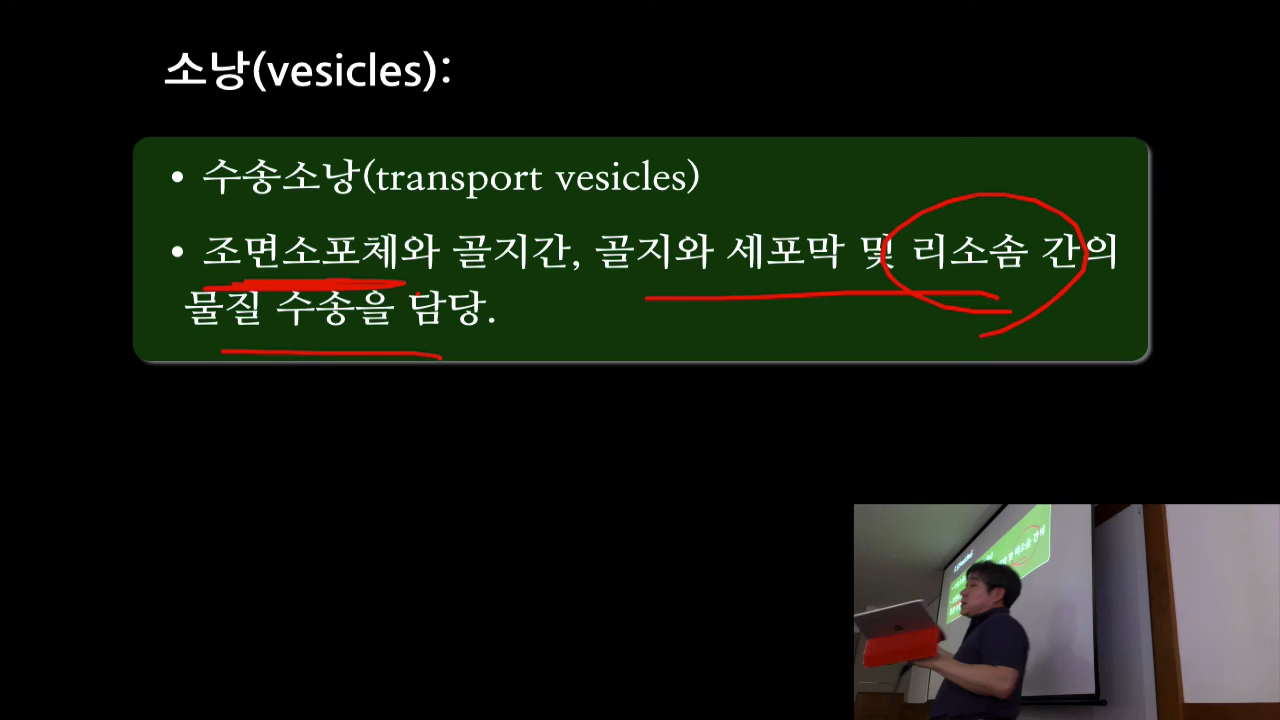 소낭(vesicles):
• 수송소낭(transport vesicles)
• 조면소포체와 골지간, 골지와 세포막 및 리소솜 간의
물질 수송을 담당.